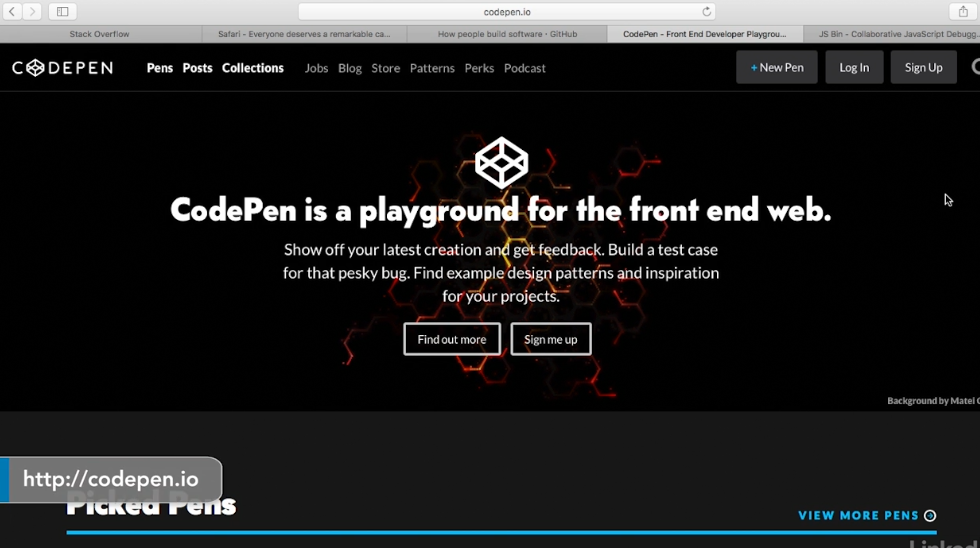 codepen.io
Stack Overflow
Safari - Everyone deserves a remarkable ca...
How people build software · GitHub
CodePen - Front End Developer Playgrou...
JS Bin - Collaborative JavaScript Debugg...
CODEPEN
Pens Posts Collections Jobs Blog Store Patterns Perks Podcast
+ New Pen
Log In
Sign Up
CodePen is a playground for the front end web.
Show off your latest creation and get feedback. Build a test case
for that pesky bug. Find example design patterns and inspiration
for your projects.
Find out more
Sign me up
Background by Matei
http://codepen.io
Picked Pens
VIEW MORE PENS